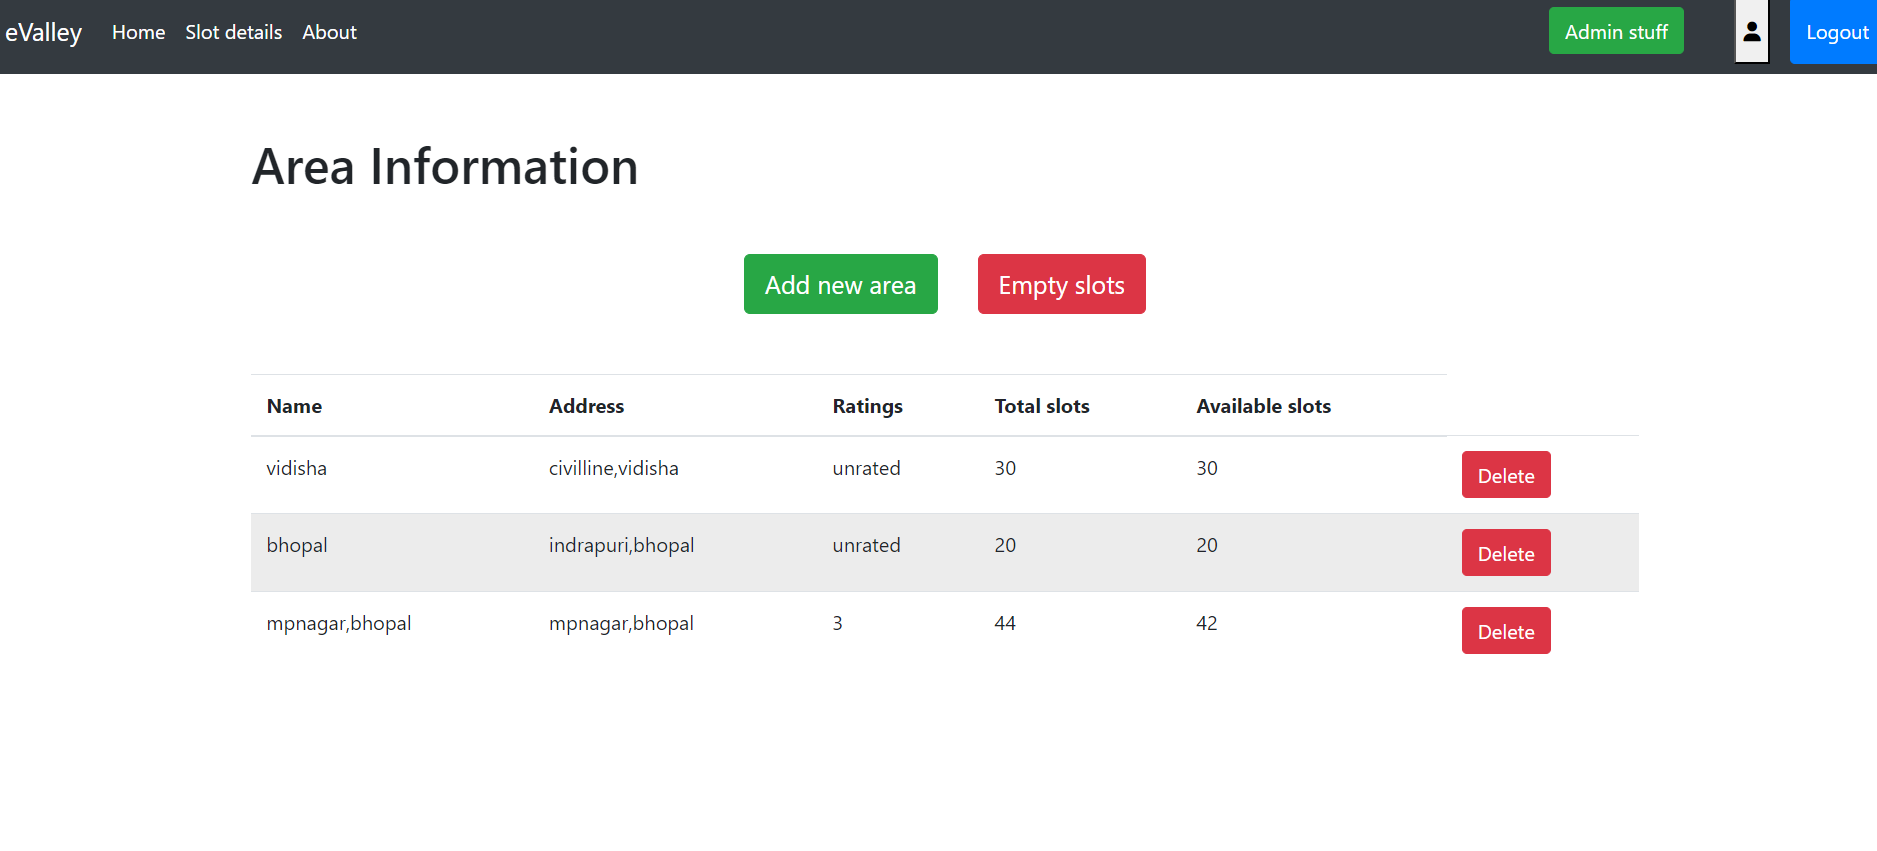 eValley Home Slot details About Admin stuff Logout
Area Information
Add new area Empty slots
Name Address Ratings Total slots Available slots
vidisha civilline,vidisha unrated 30 30 Delete
bhopal indrapuri,bhopal unrated 20 20 Delete
mpnagar,bhopal mpnagar,bhopal 3 44 42 Delete